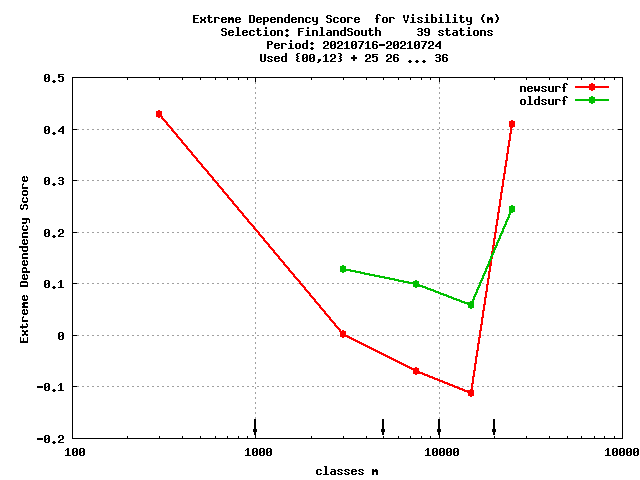 Extreme Dependency Score  for Visibility (m)
Selection: FinlandSouth     39 stations
Period: 20210716-20210724
Used {00,12} + 25 26 ... 36
newsurf
oldsurf
0.5
0.4
0.3
0.2
0.1
0
-0.1
-0.2
Extreme Dependency Score
100 1000 10000 10000
classes m